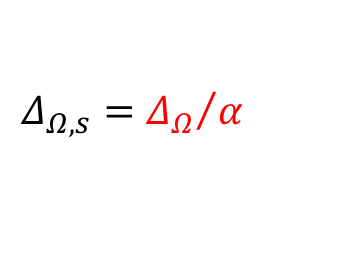 Δ_{Ω,s} = Δ_Ω/α